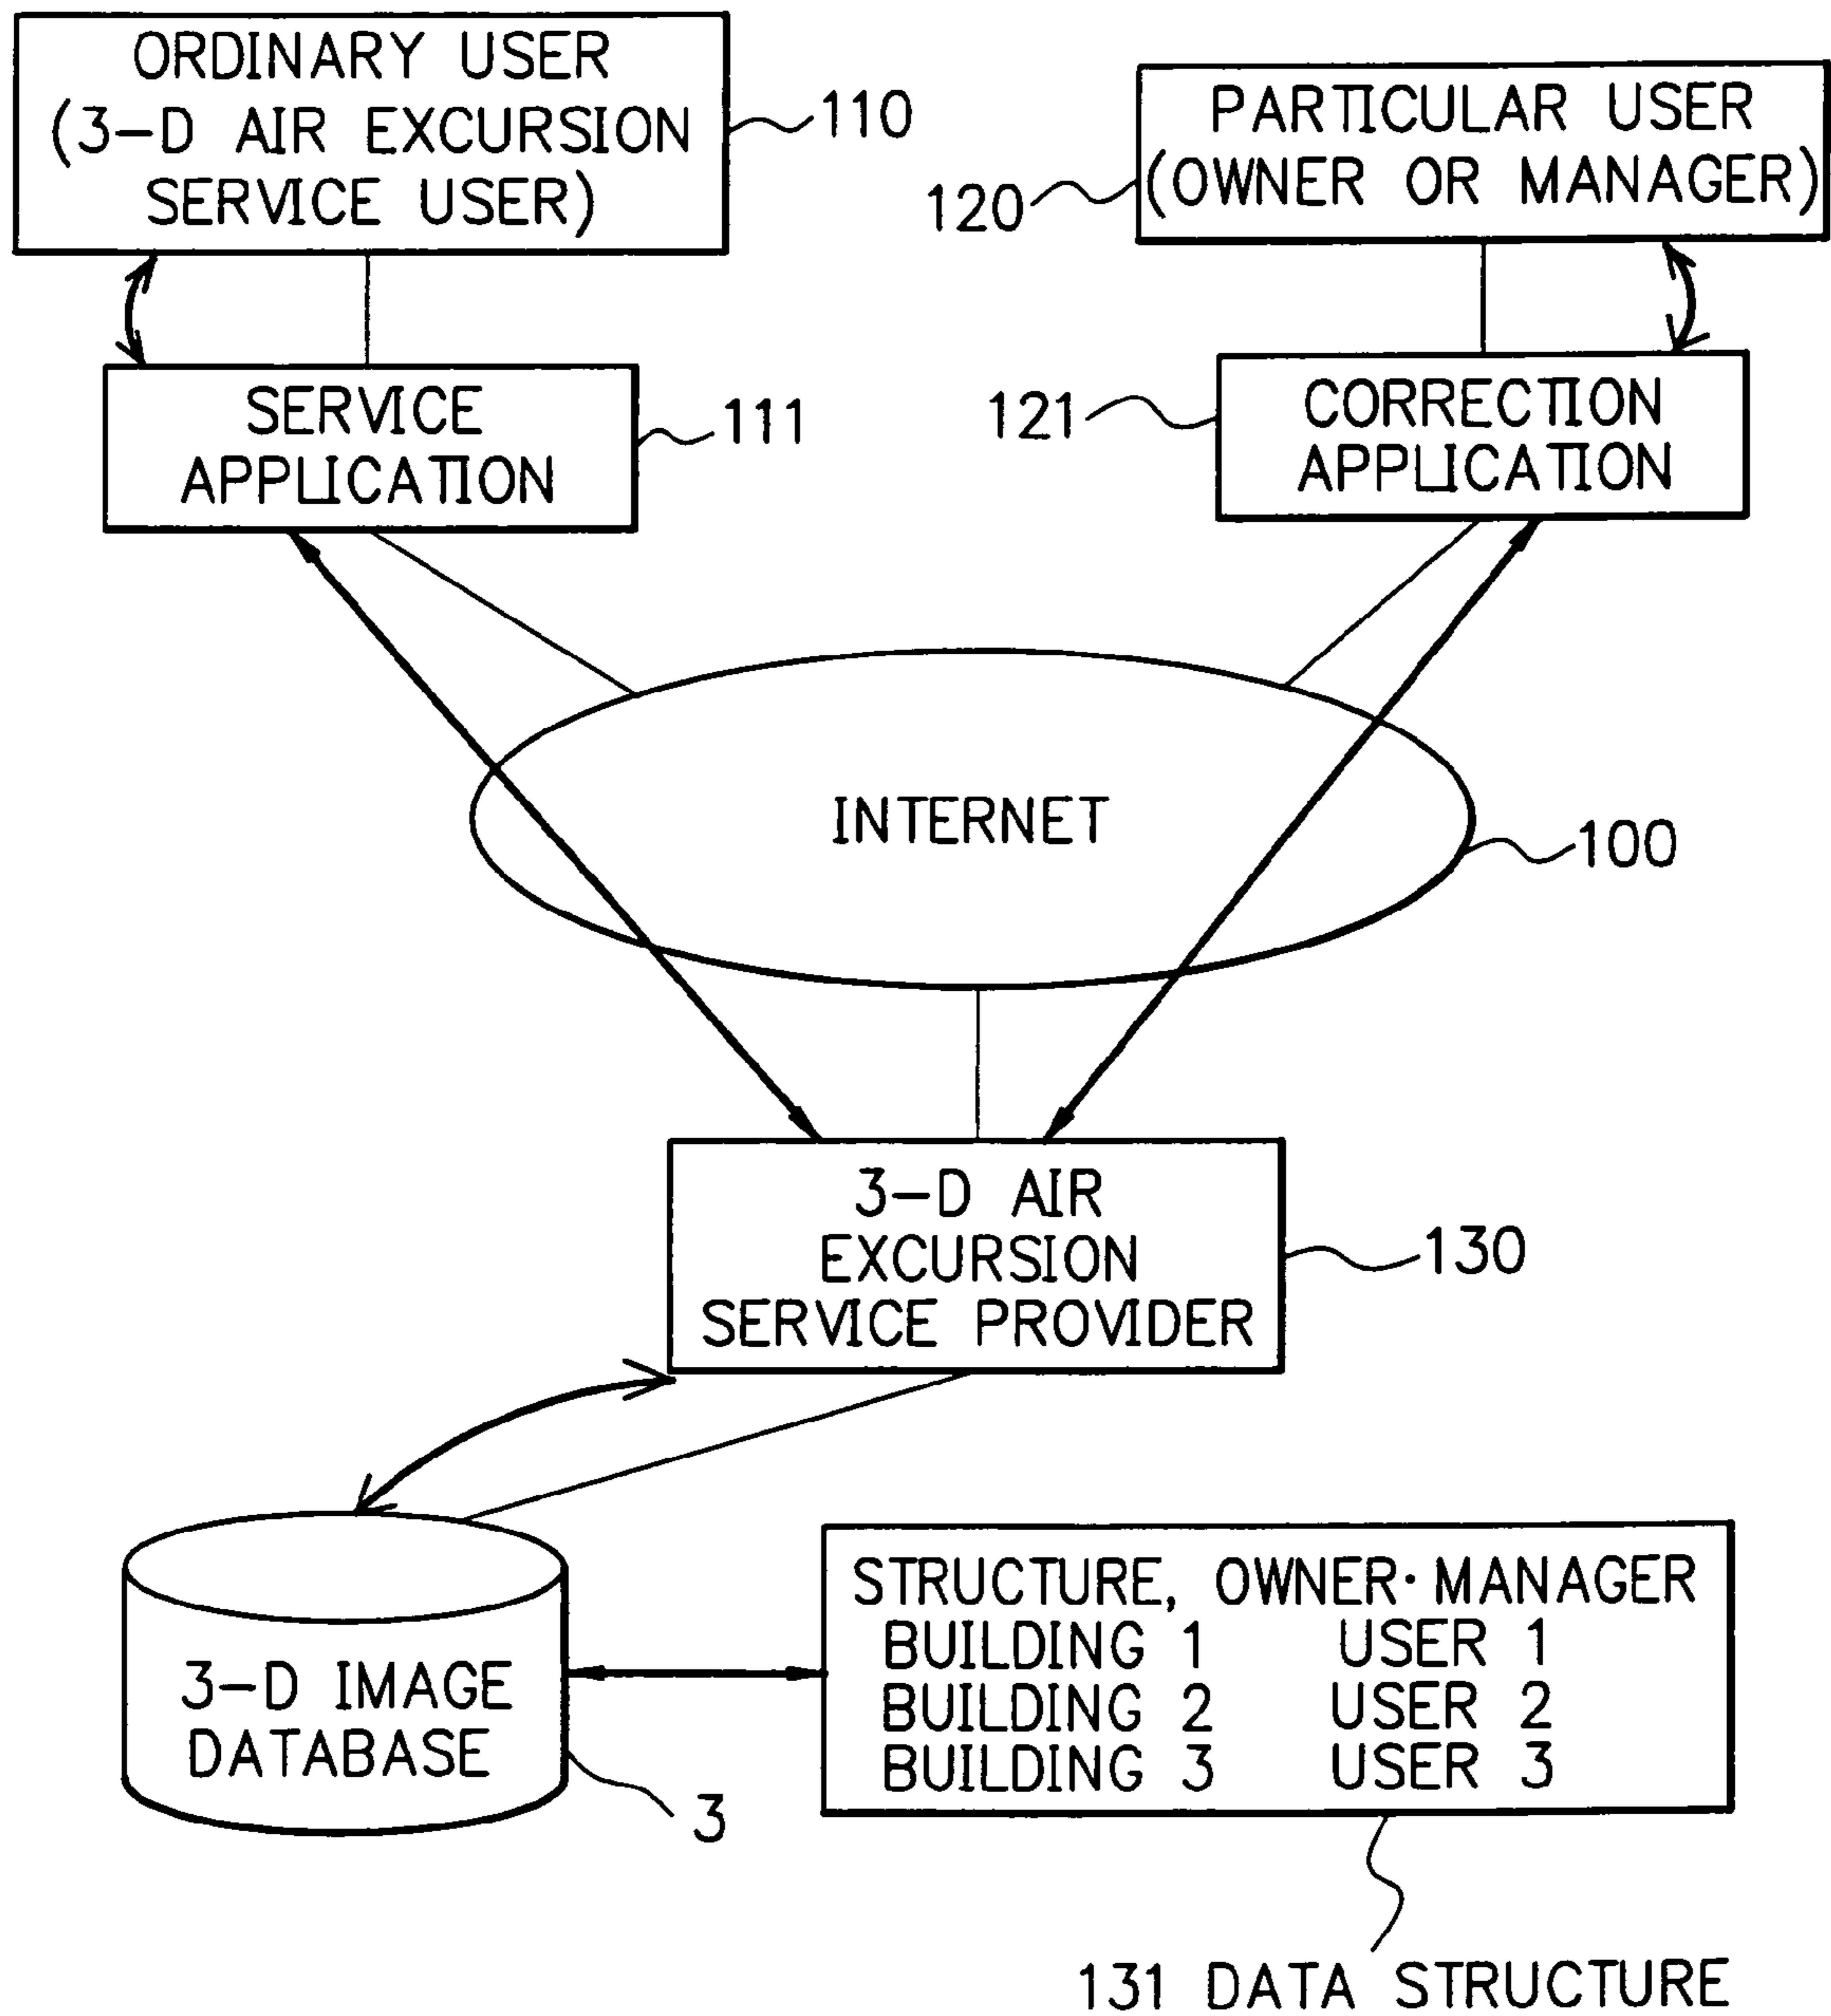 ORDINARY USER
(3-D AIR EXCURSION
SERVICE USER)
110
PARTICULAR USER
(OWNER OR MANAGER)
120
SERVICE
APPLICATION
111
121
CORRECTION
APPLICATION
INTERNET
100
3-D AIR
EXCURSION
SERVICE PROVIDER
130
3-D IMAGE
DATABASE
3
STRUCTURE, OWNER·MANAGER
BUILDING 1 USER 1
BUILDING 2 USER 2
BUILDING 3 USER 3
131 DATA STRUCTURE